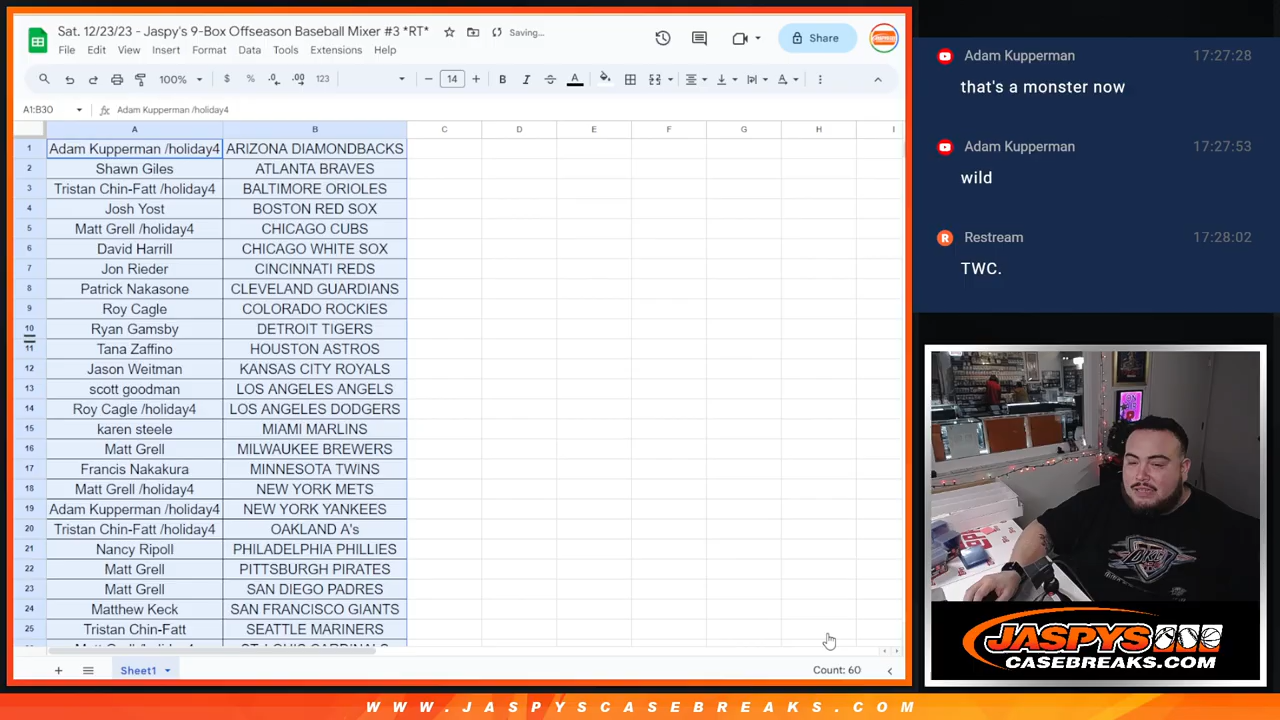 Sat. 12/23/23 - Jaspy's 9-Box Offseason Baseball Mixer #3 *RT*
Saving...
File Edit View Insert Format Data Tools Extensions Help
Share
100% $ % .0 .00 123 14 B I A
A1:B30 fx Adam Kupperman /holiday4
A B C D E F G H I
1 Adam Kupperman /holiday4 ARIZONA DIAMONDBACKS
2 Shawn Giles ATLANTA BRAVES
3 Tristan Chin-Fatt /holiday4 BALTIMORE ORIOLES
4 Josh Yost BOSTON RED SOX
5 Matt Grell /holiday4 CHICAGO CUBS
6 David Harrill CHICAGO WHITE SOX
7 Jon Rieder CINCINNATI REDS
8 Patrick Nakasone CLEVELAND GUARDIANS
9 Roy Cagle COLORADO ROCKIES
10 Ryan Gamsby DETROIT TIGERS
11 Tana Zaffino HOUSTON ASTROS
12 Jason Weitman KANSAS CITY ROYALS
13 scott goodman LOS ANGELES ANGELS
14 Roy Cagle /holiday4 LOS ANGELES DODGERS
15 karen steele MIAMI MARLINS
16 Matt Grell MILWAUKEE BREWERS
17 Francis Nakakura MINNESOTA TWINS
18 Matt Grell /holiday4 NEW YORK METS
19 Adam Kupperman /holiday4 NEW YORK YANKEES
20 Tristan Chin-Fatt /holiday4 OAKLAND A's
21 Nancy Ripoll PHILADELPHIA PHILLIES
22 Matt Grell PITTSBURGH PIRATES
23 Matt Grell SAN DIEGO PADRES
24 Matthew Keck SAN FRANCISCO GIANTS
25 Tristan Chin-Fatt SEATTLE MARINERS
Sheet1
Count: 60
Adam Kupperman 17:27:28
that's a monster now
Adam Kupperman 17:27:53
wild
Restream 17:28:02
TWC.
JASPYS
CASEBREAKS.COM
WWW.JASPYSCASEBREAKS.COM